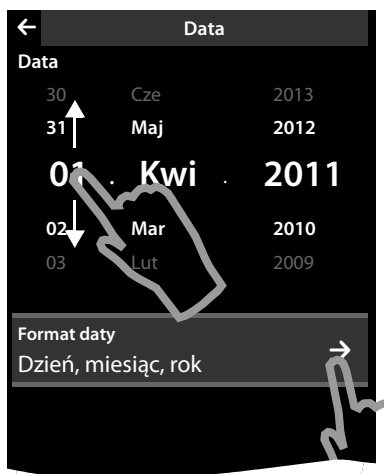 Data
Data
30 Cze 2013
31 Maj 2012
01 . Kwi . 2011
02 Mar 2010
03 Lut 2009
Format daty
Dzień, miesiąc, rok